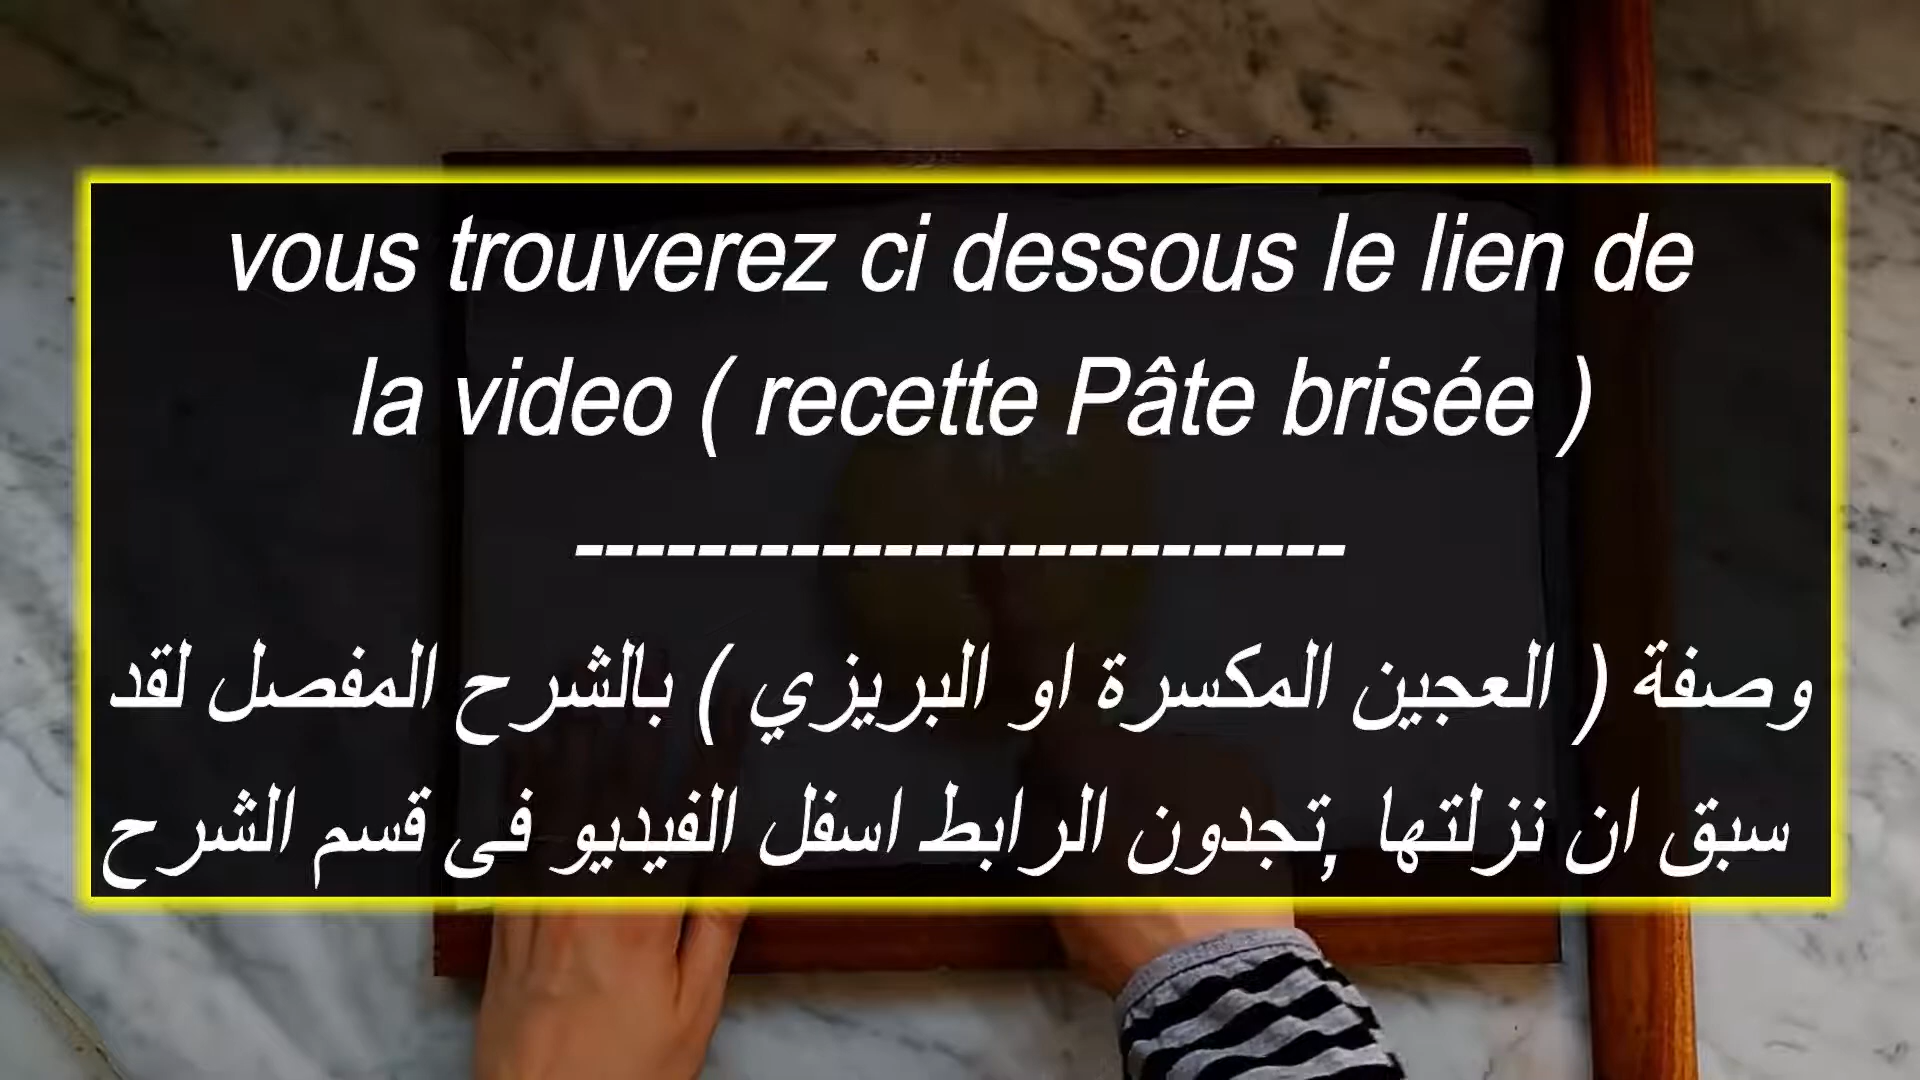 vous trouverez ci dessous le lien de
la video ( recette Pâte brisée )
-------------------------
وصفة ( العجين المكسرة او البريزي ) بالشرح المفصل لقد
سبق ان نزلتها ,تجدون الرابط اسفل الفيديو فى قسم الشرح